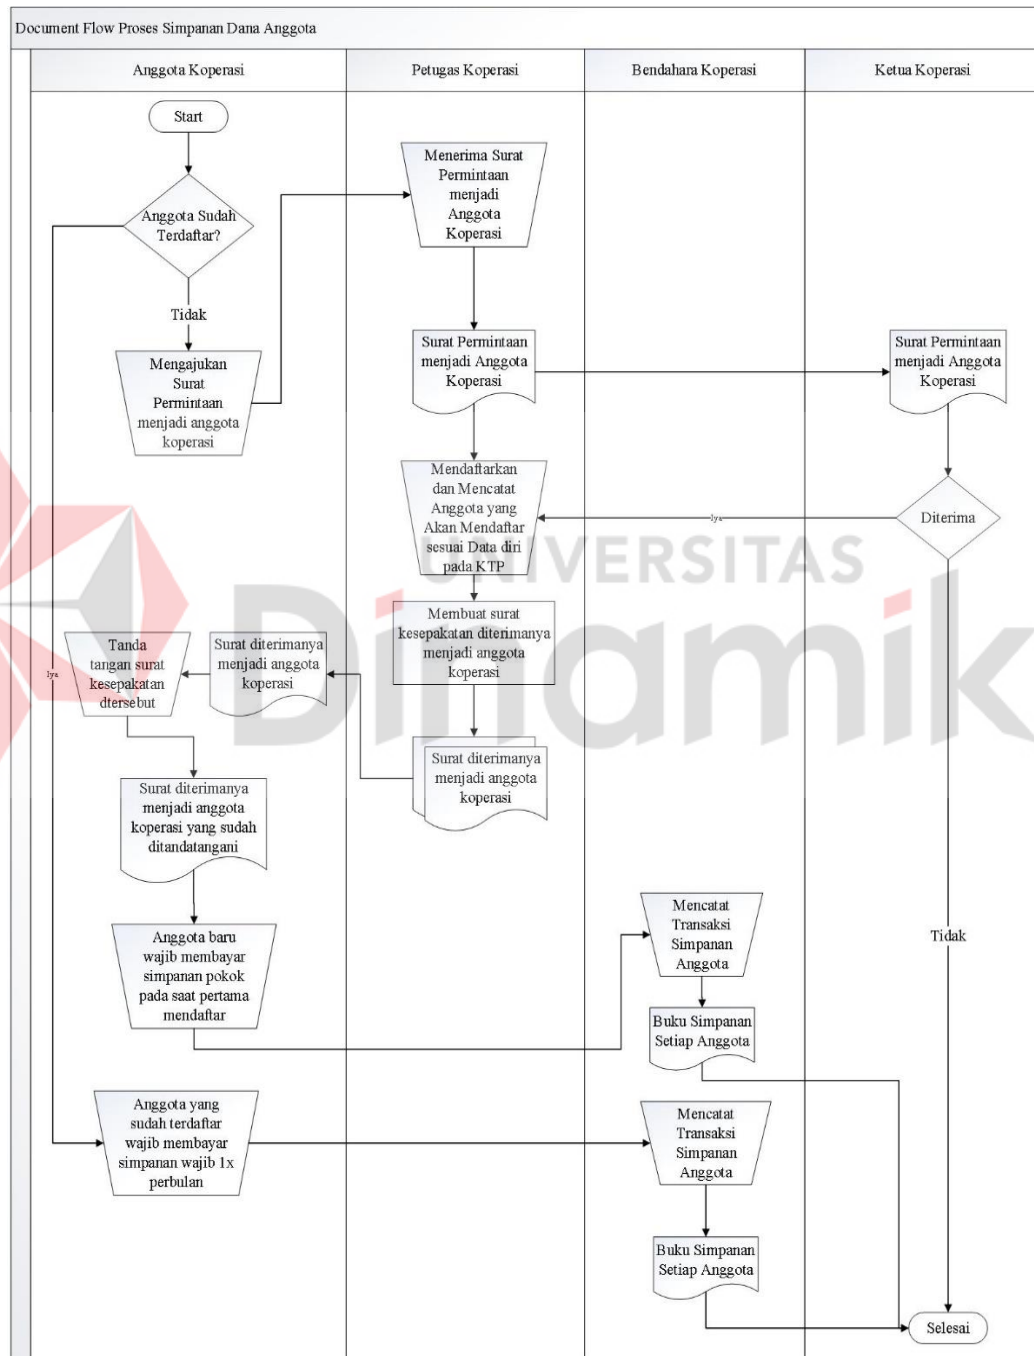 Document Flow Proses Simpanan Dana Anggota
Anggota Koperasi
Petugas Koperasi
Bendahara Koperasi
Ketua Koperasi
Start
Anggota Sudah
Terdaftar?
Tidak
Mengajukan
Surat
Permintaan
menjadi anggota
koperasi
Menerima Surat
Permintaan
menjadi
Anggota
Koperasi
Surat Permintaan
menjadi Anggota
Koperasi
Surat Permintaan
menjadi Anggota
Koperasi
Diterima
Iya
Mendaftarkan
dan Mencatat
Anggota yang
Akan Mendaftar
sesuai Data diri
pada KTP
UNIVERSITAS
Dinamika
Membuat surat
kesepakatan diterimanya
menjadi anggota
koperasi
Surat diterimanya
menjadi anggota
koperasi
Surat diterimanya
menjadi anggota
koperasi
Tanda
tangan surat
kesepakatan
dtersebut
Iya
Surat diterimanya
menjadi anggota
koperasi yang sudah
ditandatangani
Anggota baru
wajib membayar
simpanan pokok
pada saat pertama
mendaftar
Mencatat
Transaksi
Simpanan
Anggota
Buku Simpanan
Setiap Anggota
Tidak
Anggota yang
sudah terdaftar
wajib membayar
simpanan wajib 1x
perbulan
Mencatat
Transaksi
Simpanan
Anggota
Buku Simpanan
Setiap Anggota
Selesai